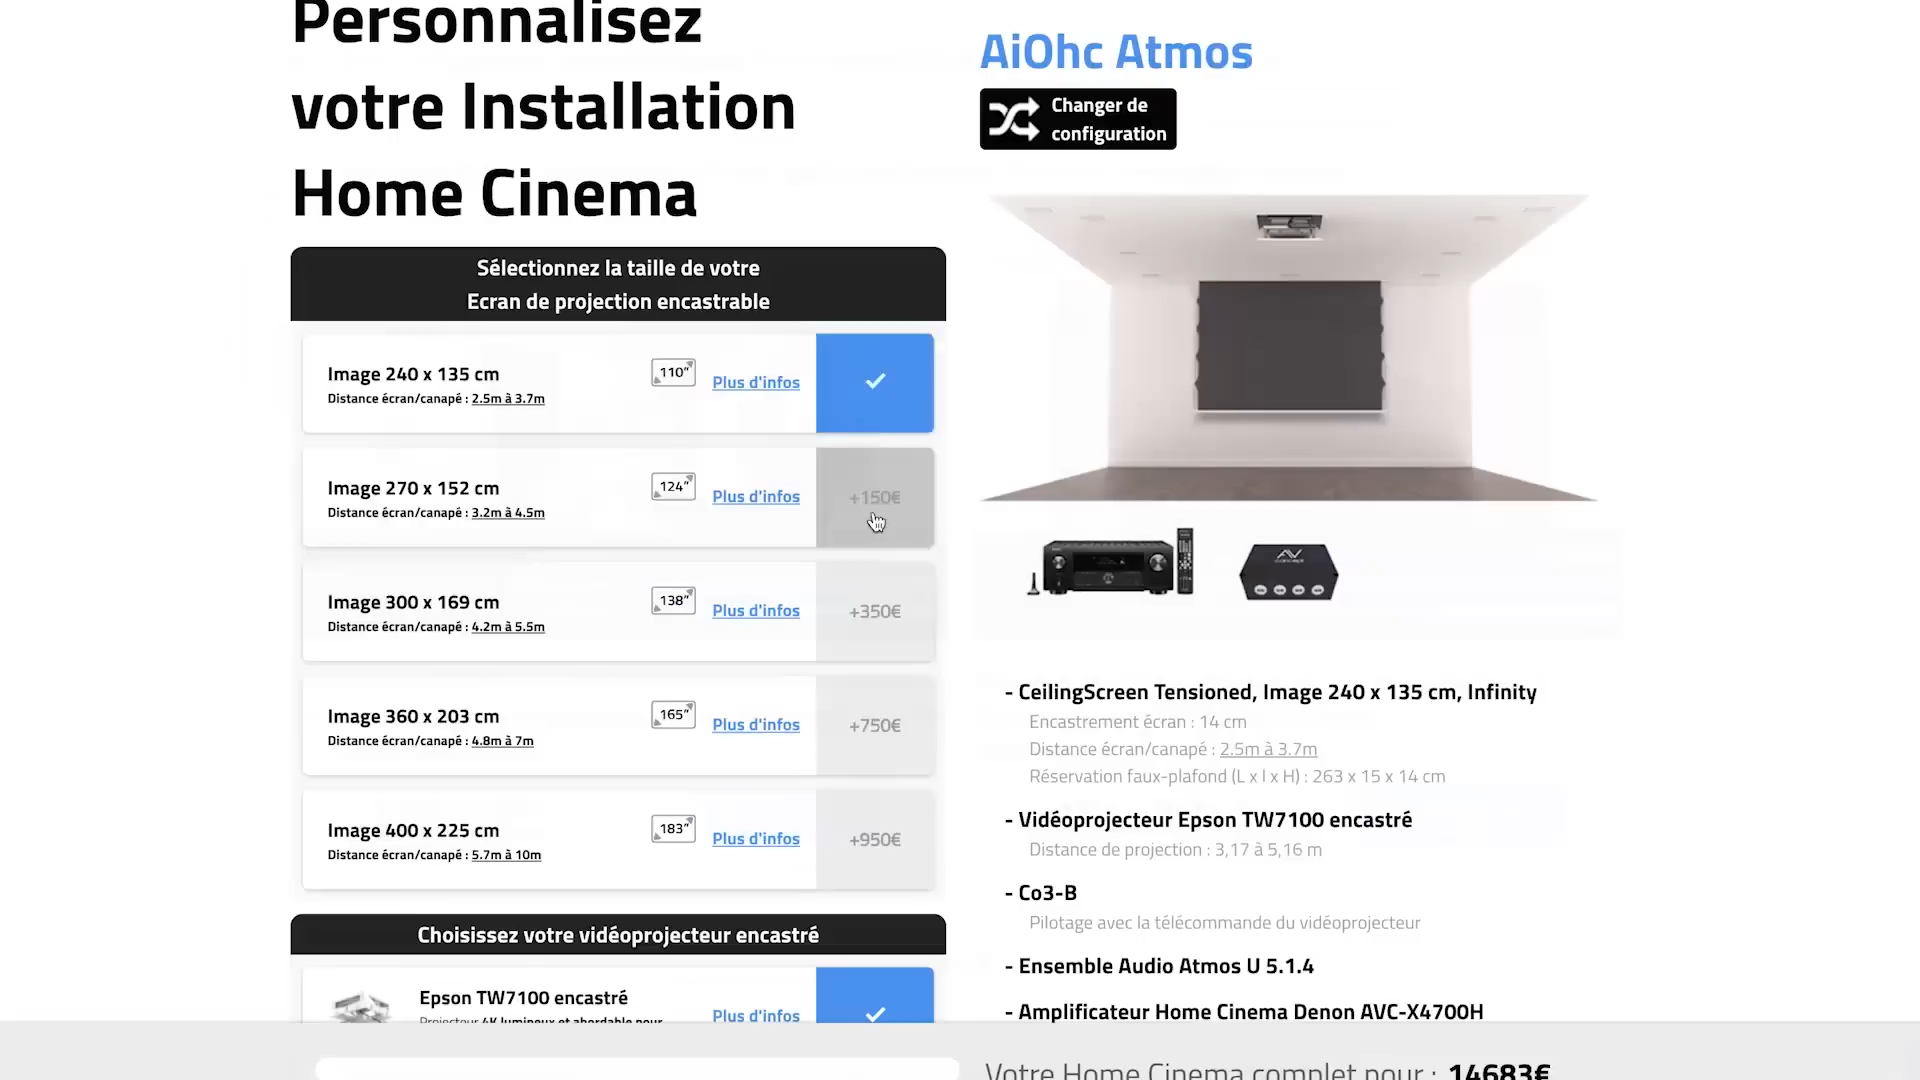 Personnalisez
votre Installation
Home Cinema
Sélectionnez la taille de votre
Ecran de projection encastrable
Image 240 x 135 cm
Distance écran/canapé : 2.5m à 3.7m
110"
Plus d'infos
Image 270 x 152 cm
Distance écran/canapé : 3.2m à 4.5m
124"
Plus d'infos
+150€
Image 300 x 169 cm
Distance écran/canapé : 4.2m à 5.5m
138"
Plus d'infos
+350€
Image 360 x 203 cm
Distance écran/canapé : 4.8m à 7m
165"
Plus d'infos
+750€
Image 400 x 225 cm
Distance écran/canapé : 5.7m à 10m
183"
Plus d'infos
+950€
Choisissez votre vidéoprojecteur encastré
Epson TW7100 encastré
Projecteur 4K lumineux et abordable pour
Plus d'infos
AiOhc Atmos
Changer de
configuration
AV
concept
- CeilingScreen Tensioned, Image 240 x 135 cm, Infinity
Encastrement écran : 14 cm
Distance écran/canapé : 2.5m à 3.7m
Réservation faux-plafond (L x l x H) : 263 x 15 x 14 cm
- Vidéoprojecteur Epson TW7100 encastré
Distance de projection : 3,17 à 5,16 m
- Co3-B
Pilotage avec la télécommande du vidéoprojecteur
- Ensemble Audio Atmos U 5.1.4
- Amplificateur Home Cinema Denon AVC-X4700H
Votre Home Cinema complet pour : 14683€